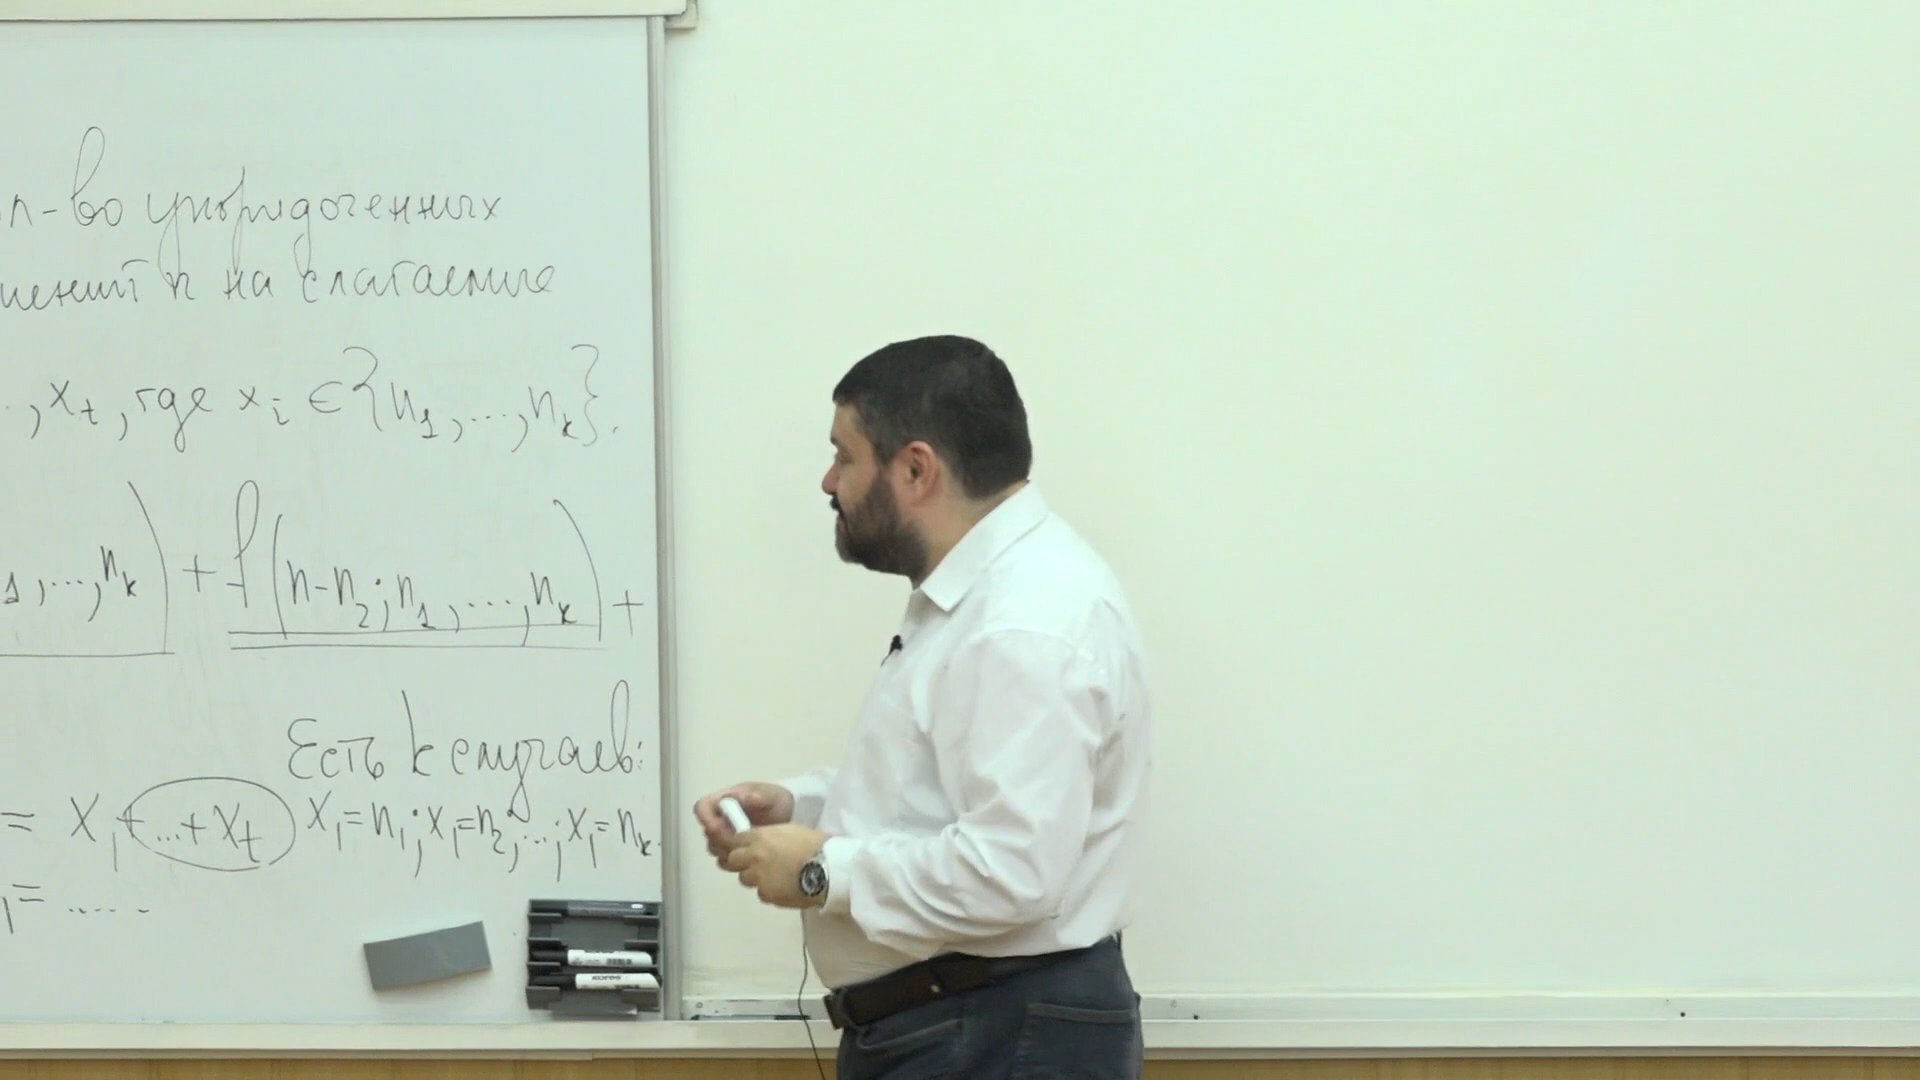 л-во упорядоченных
иений n на слагаемые
., x_t, где x_i ∈ {n_1, ..., n_k}.
1, ..., n_k) + f(n-n_2; n_1, ..., n_k) +
Есть k случаев:
= x_1 + ... + x_t x_1 = n_1; x_1 = n_2; ...; x_1 = n_k.
1 = .....